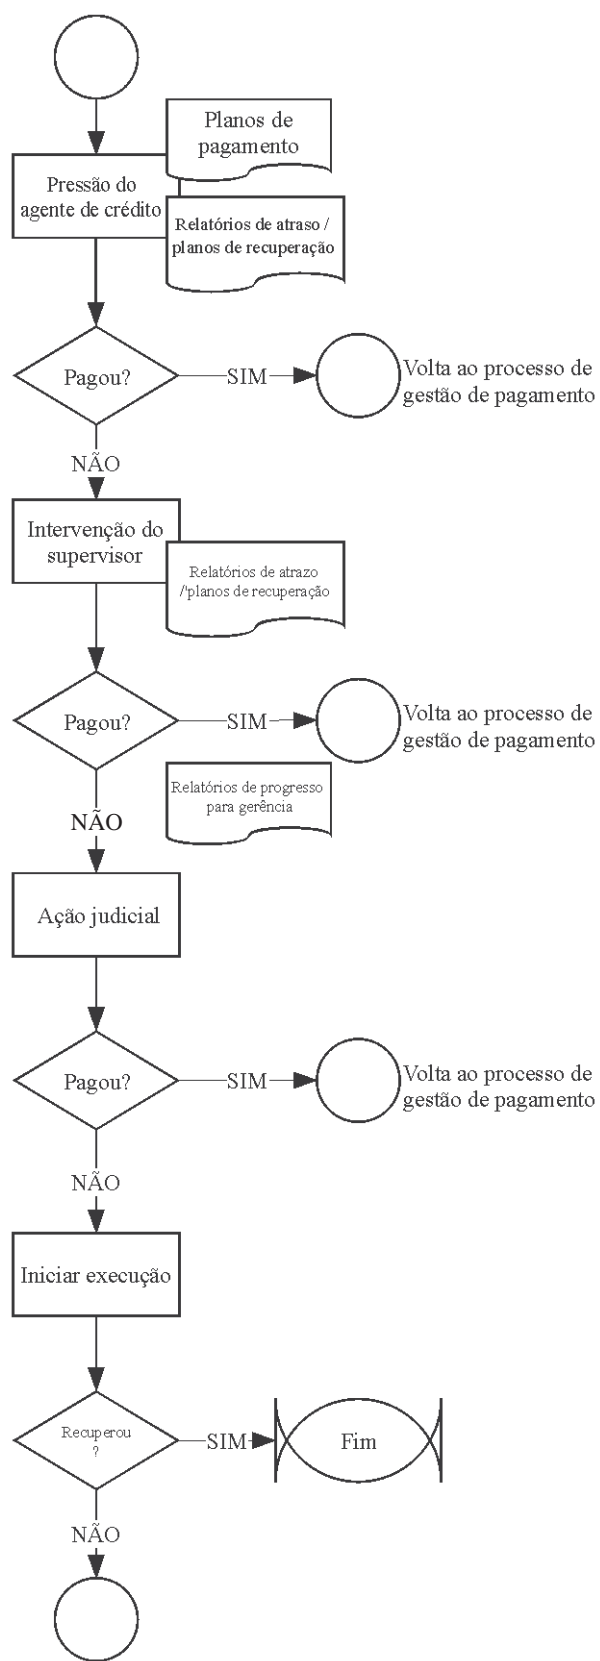 Planos de
pagamento
Pressão do
agente de crédito
Relatórios de atraso /
planos de recuperação
Pagou?
SIM
Volta ao processo de
gestão de pagamento
NÃO
Intervenção do
supervisor
Relatórios de atrazo
/'planos de recuperação
Pagou?
SIM
Volta ao processo de
gestão de pagamento
Relatórios de progresso
para gerência
NÃO
Ação judicial
Pagou?
SIM
Volta ao processo de
gestão de pagamento
NÃO
Iniciar execução
Recuperou
?
SIM
Fim
NÃO